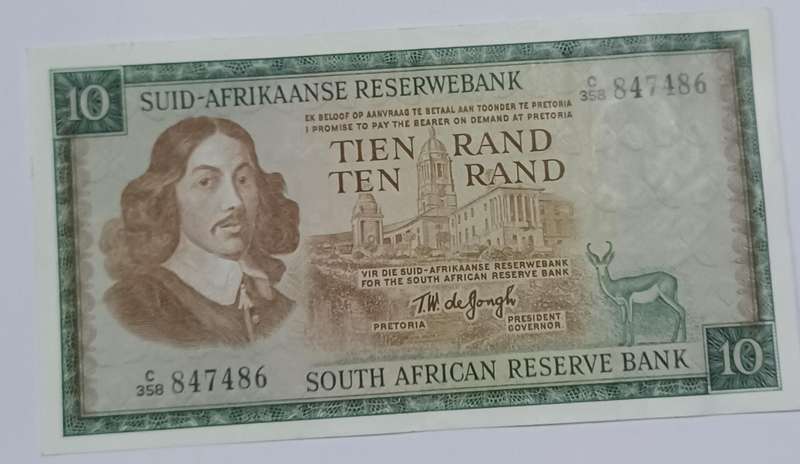 10
SUID-AFRIKAANSE RESERWEBANK
C/358 847486
EK BELOOF OP AANVRAAG TE BETAAL AAN TOONDER TE PRETORIA
I PROMISE TO PAY THE BEARER ON DEMAND AT PRETORIA
TIEN RAND
TEN RAND
VIR DIE SUID-AFRIKAANSE RESERWEBANK
FOR THE SOUTH AFRICAN RESERVE BANK
T.W. de Jongh
PRETORIA
PRESIDENT
GOVERNOR.
C/358 847486
SOUTH AFRICAN RESERVE BANK
10